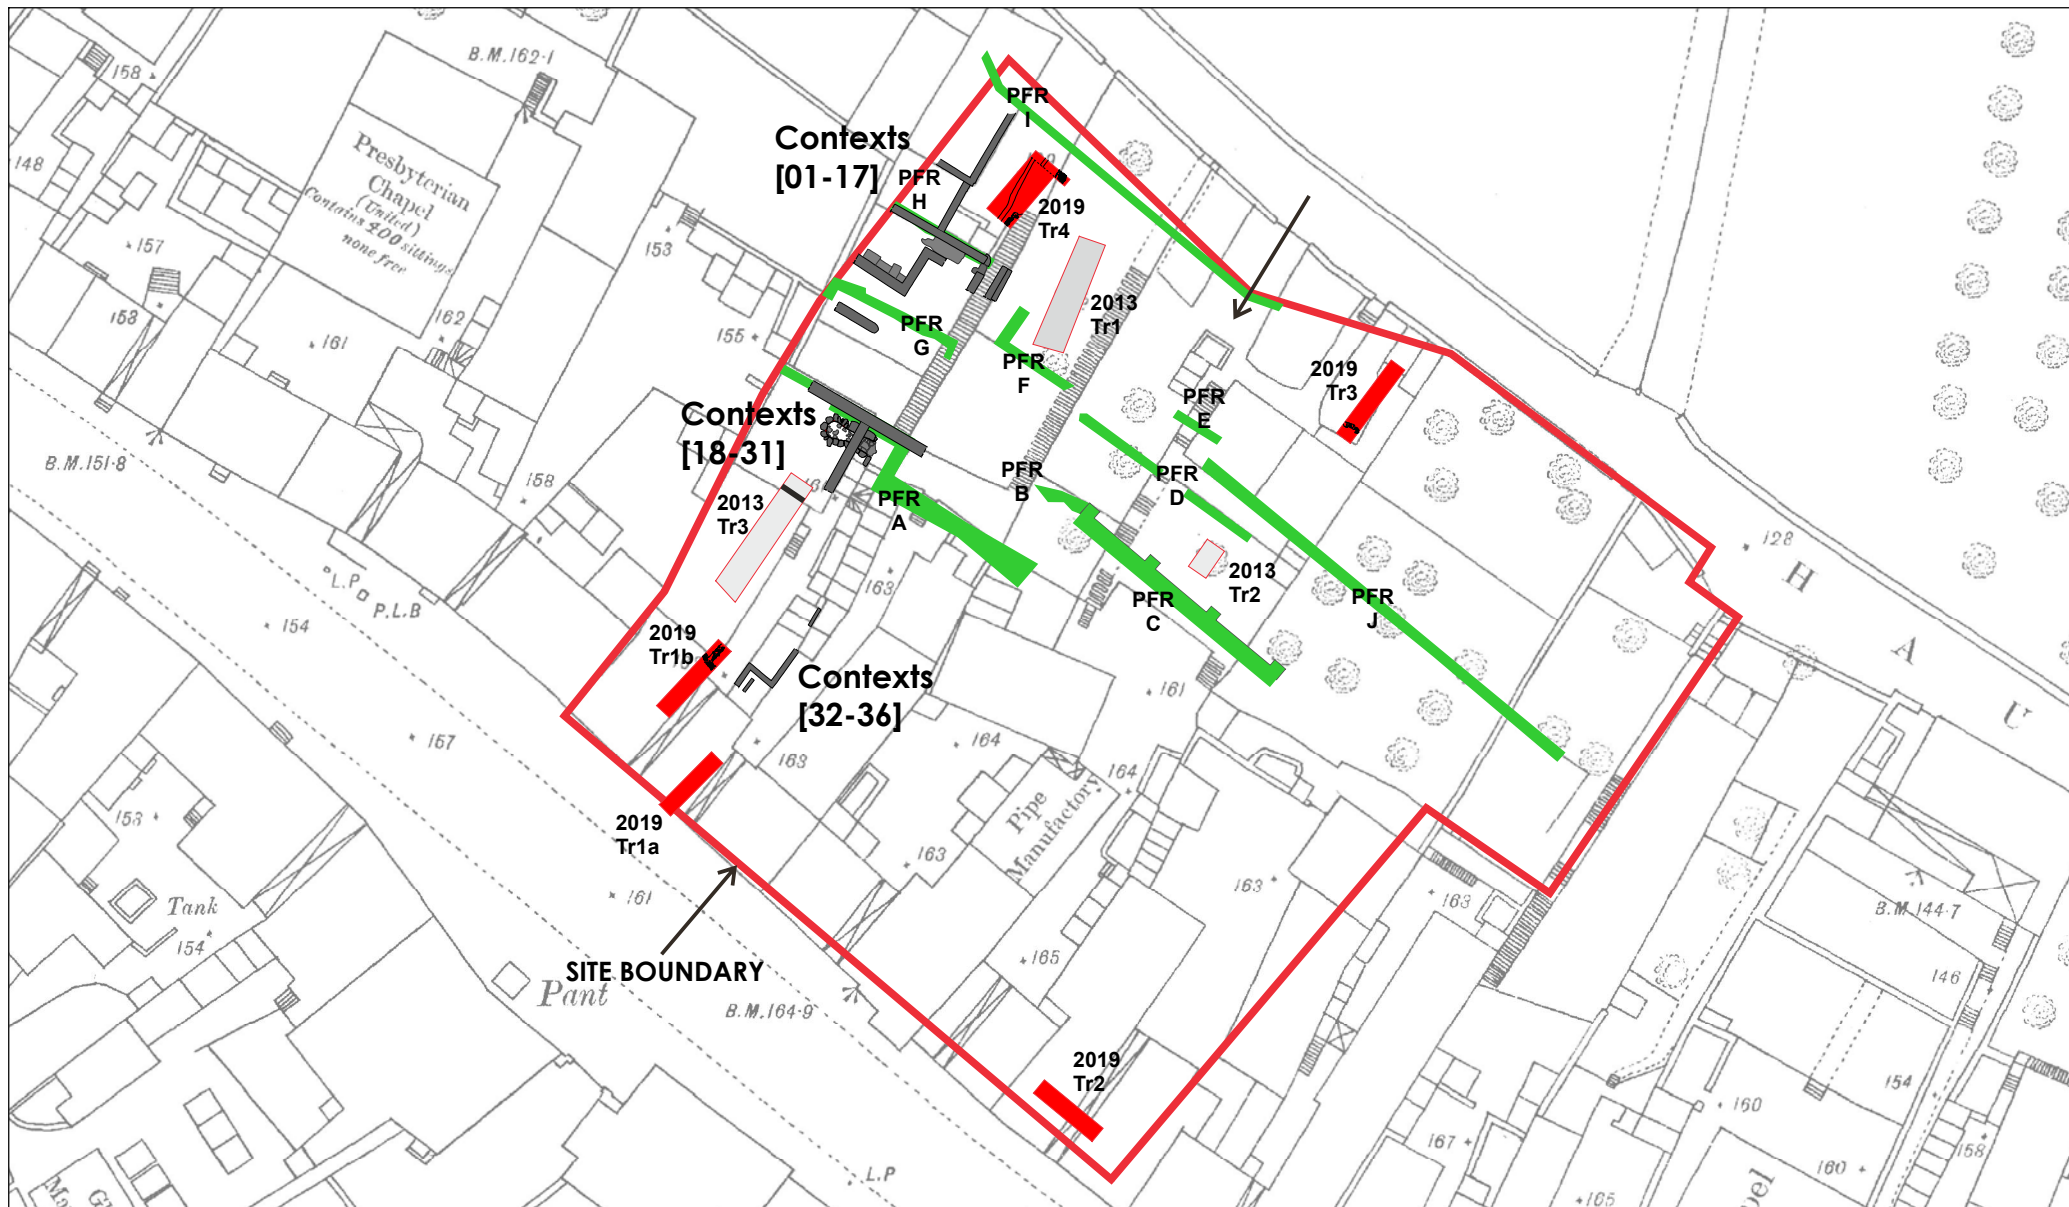 B.M.162·1
158
148
Presbyterian
Chapel
(United)
Contains 400 sittings
none free
157
158
161
162
153
155
Contexts
[01-17]
PFR
H
PFR
I
2019
Tr4
2013
Tr1
PFR
G
PFR
F
2019
Tr3
PFR
E
Contexts
[18-31]
B.M.151·8
158
PFR
B
PFR
D
PFR
A
2013
Tr3
163
2013
Tr2
PFR
C
PFR
J
128
H
A
U
L.P
P.L.B
154
2019
Tr1b
Contexts
[32-36]
161
157
163
164
164
Pipe
Manufactory
2019
Tr1a
153
163
163
163
Tank
154
161
165
SITE BOUNDARY
Pant
B.M.164·9
B.M.144·7
146
2019
Tr2
154
160
158
167
160
165
L.P